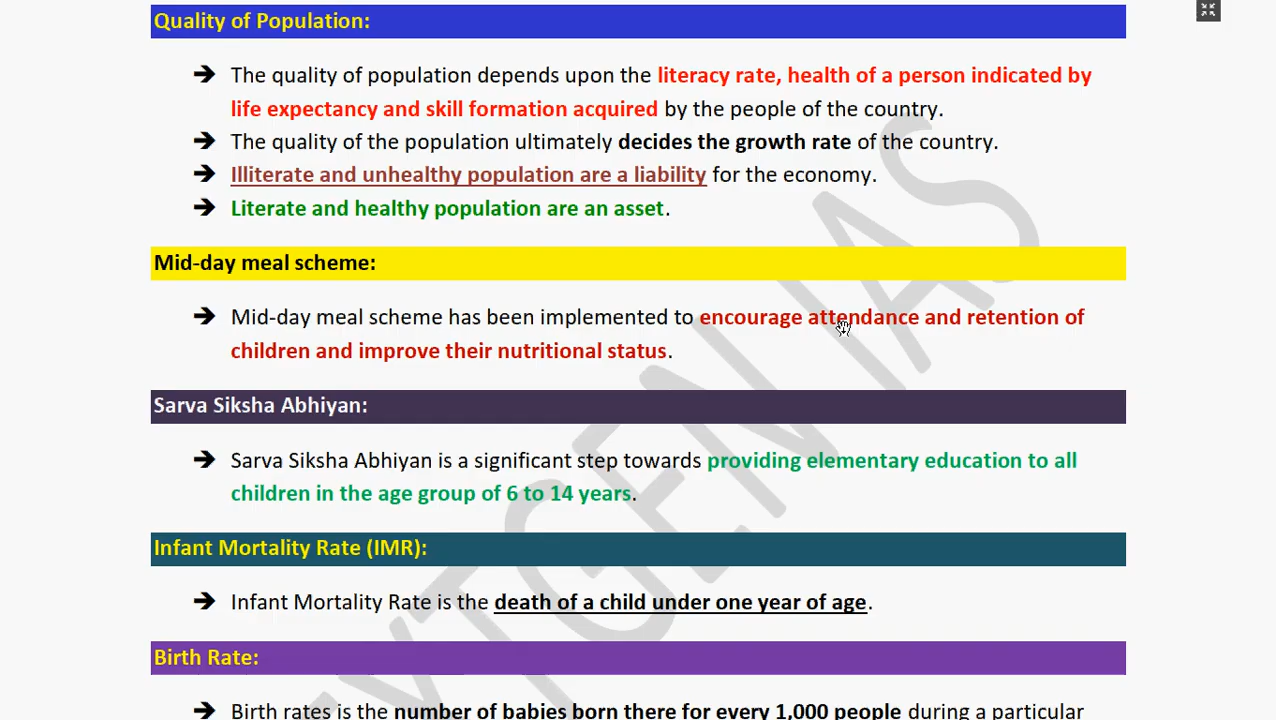 Quality of Population:
➔ The quality of population depends upon the literacy rate, health of a person indicated by
life expectancy and skill formation acquired by the people of the country.
➔ The quality of the population ultimately decides the growth rate of the country.
➔ Illiterate and unhealthy population are a liability for the economy.
➔ Literate and healthy population are an asset.
Mid-day meal scheme:
➔ Mid-day meal scheme has been implemented to encourage attendance and retention of
children and improve their nutritional status.
Sarva Siksha Abhiyan:
➔ Sarva Siksha Abhiyan is a significant step towards providing elementary education to all
children in the age group of 6 to 14 years.
Infant Mortality Rate (IMR):
➔ Infant Mortality Rate is the death of a child under one year of age.
Birth Rate:
➔ Birth rates is the number of babies born there for every 1,000 people during a particular